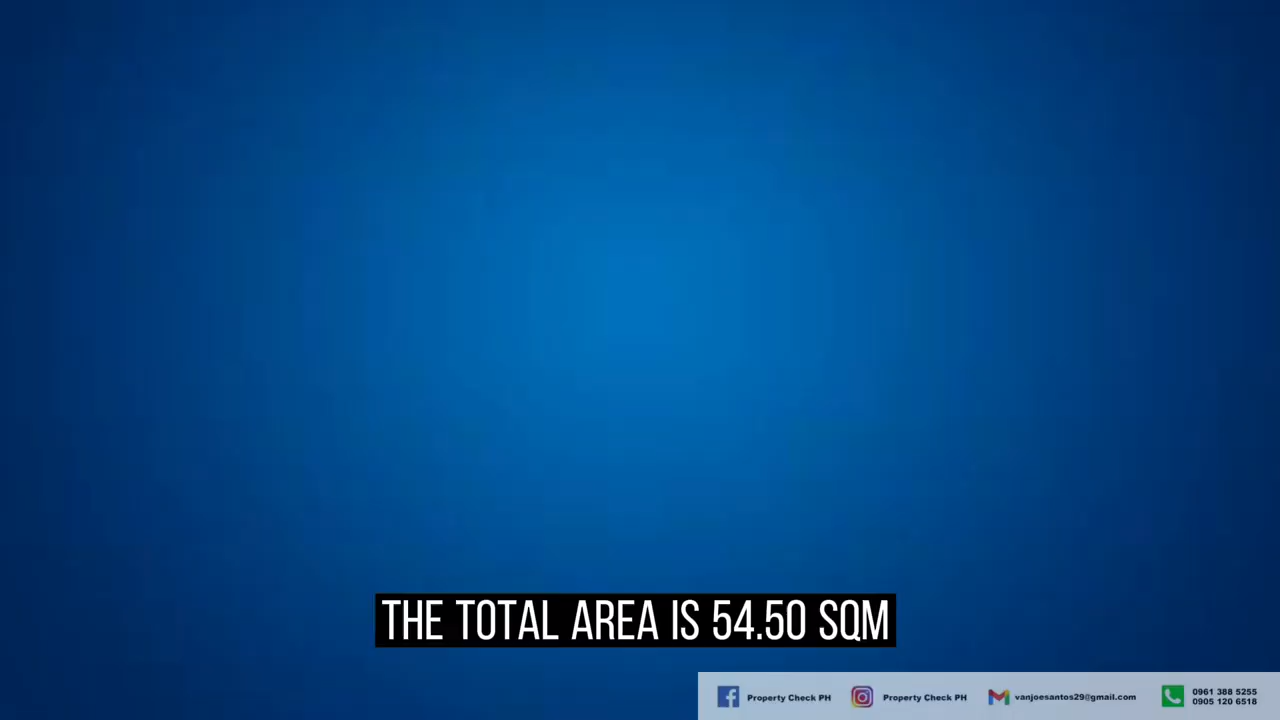 THE TOTAL AREA IS 54.50 SQM
Property Check PH
Property Check PH
vanjoesantos29@gmail.com
0961 388 5255
0905 120 6518